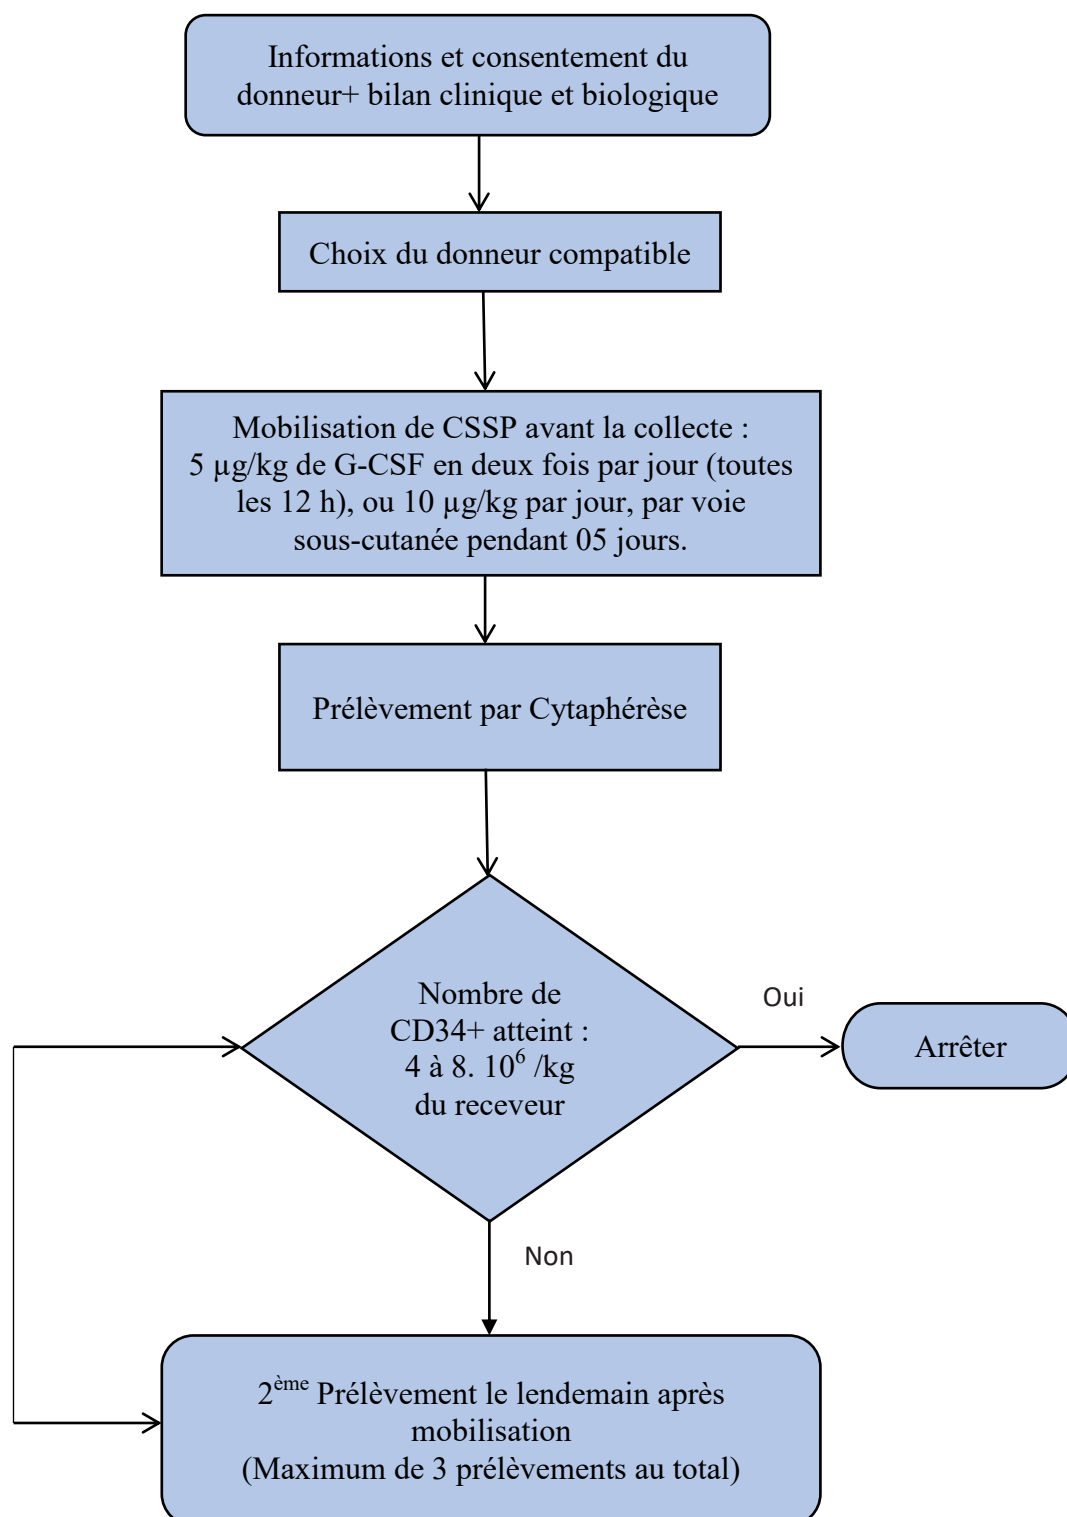 Informations et consentement du
donneur+ bilan clinique et biologique
Choix du donneur compatible
Mobilisation de CSSP avant la collecte :
5 µg/kg de G-CSF en deux fois par jour (toutes
les 12 h), ou 10 µg/kg par jour, par voie
sous-cutanée pendant 05 jours.
Prélèvement par Cytaphérèse
Nombre de
CD34+ atteint :
4 à 8. 10⁶ /kg
du receveur
Oui
Arrêter
Non
2ème Prélèvement le lendemain après
mobilisation
(Maximum de 3 prélèvements au total)